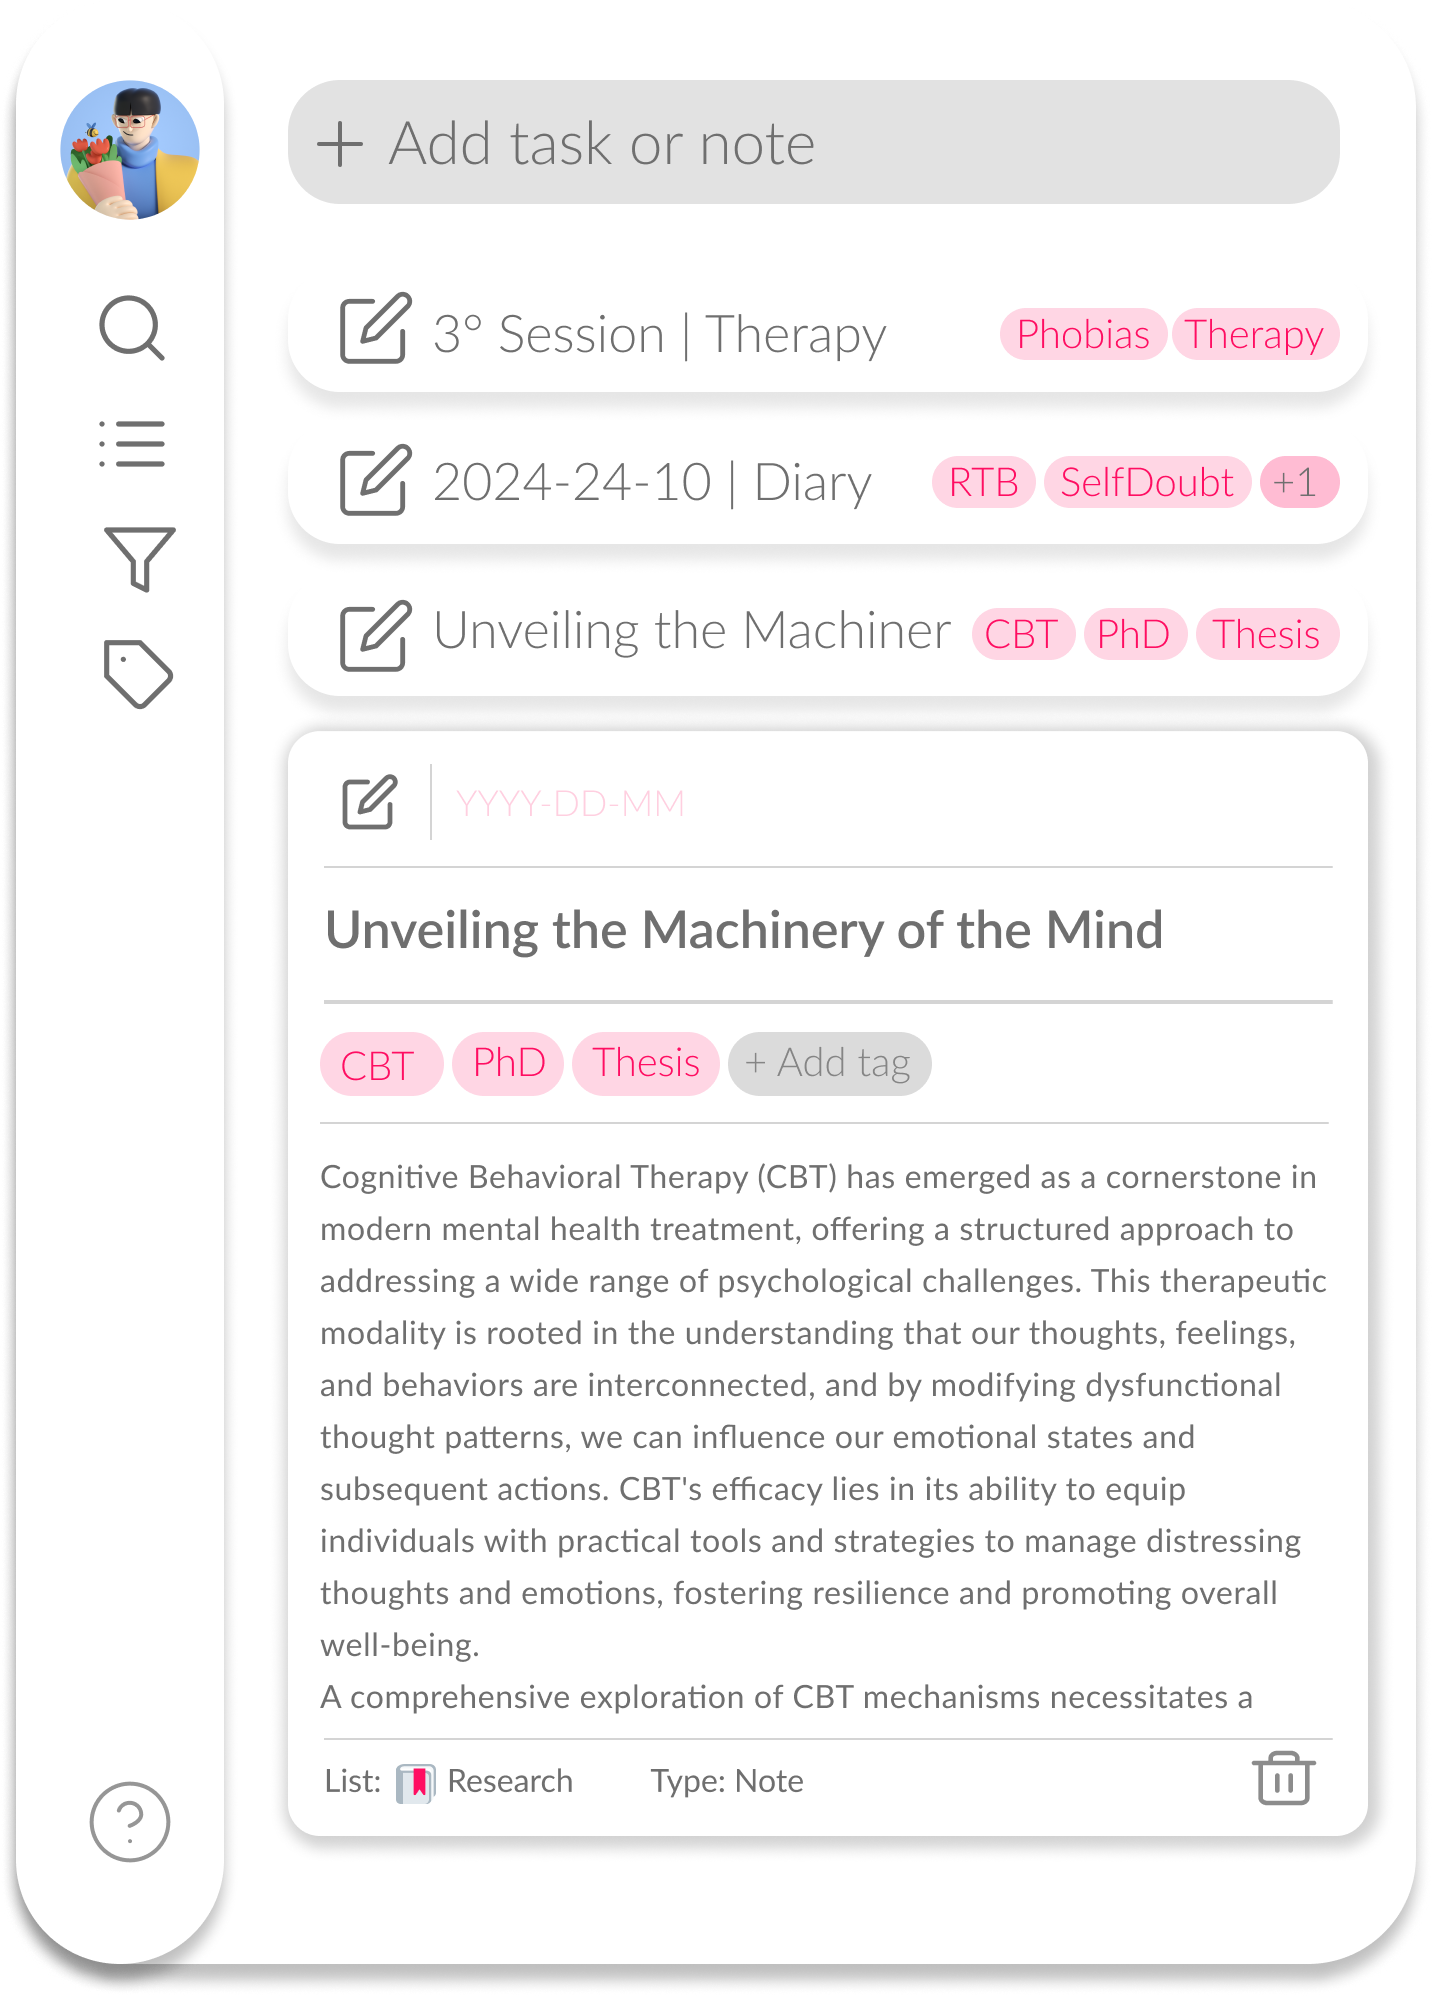 + Add task or note
3° Session | Therapy Phobias Therapy
2024-24-10 | Diary RTB SelfDoubt +1
Unveiling the Machiner CBT PhD Thesis
YYYY-DD-MM
Unveiling the Machinery of the Mind
CBT PhD Thesis + Add tag
Cognitive Behavioral Therapy (CBT) has emerged as a cornerstone in
modern mental health treatment, offering a structured approach to
addressing a wide range of psychological challenges. This therapeutic
modality is rooted in the understanding that our thoughts, feelings,
and behaviors are interconnected, and by modifying dysfunctional
thought patterns, we can influence our emotional states and
subsequent actions. CBT's efficacy lies in its ability to equip
individuals with practical tools and strategies to manage distressing
thoughts and emotions, fostering resilience and promoting overall
well-being.
A comprehensive exploration of CBT mechanisms necessitates a
List: Research Type: Note